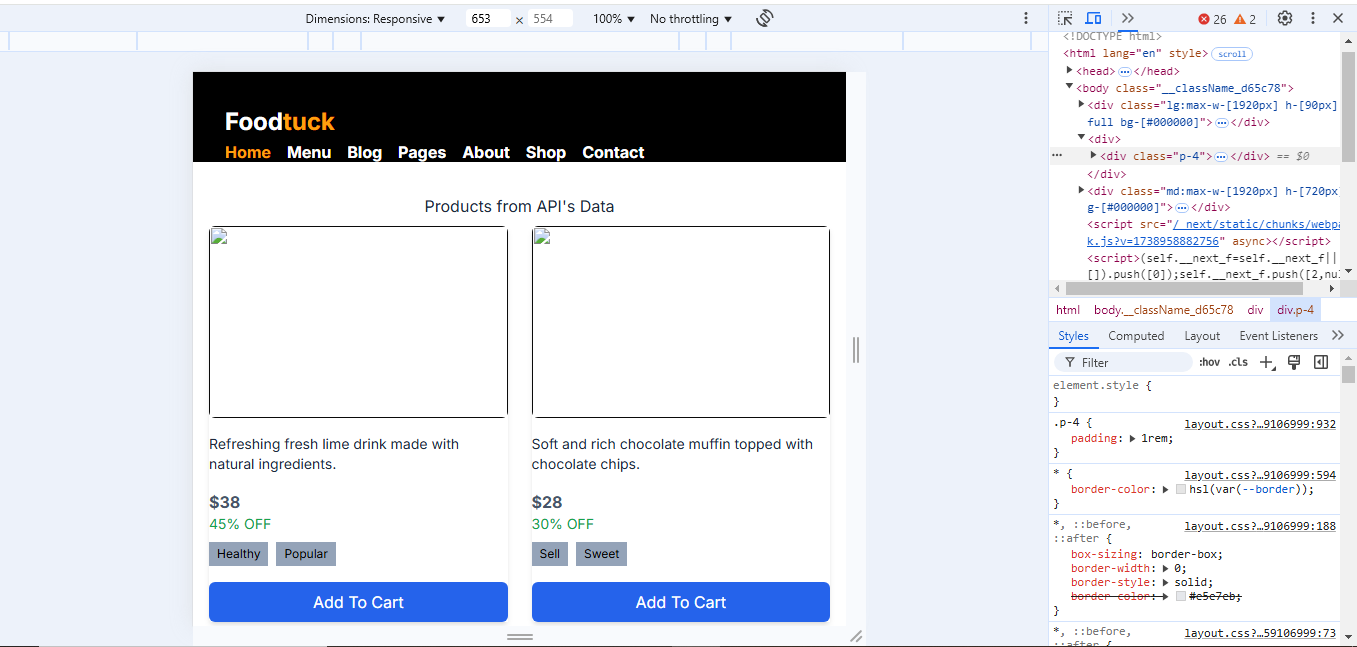 Dimensions: Responsive ▼ 653 × 554 100% ▼ No throttling ▼
26 2
Foodtuck
Home Menu Blog Pages About Shop Contact
Products from API's Data
Refreshing fresh lime drink made with
natural ingredients.
$38
45% OFF
Healthy Popular
Add To Cart
Soft and rich chocolate muffin topped with
chocolate chips.
$28
30% OFF
Sell Sweet
Add To Cart
<!DOCTYPE html>
<html lang="en" style> scroll
<head> ⋯ </head>
<body class="__className_d65c78">
<div class="lg:max-w-[1920px] h-[90px]
full bg-[#000000]"> ⋯ </div>
<div>
<div class="p-4"> ⋯ </div> == $0
</div>
<div class="md:max-w-[1920px] h-[720px]
g-[#000000]"> ⋯ </div>
<script src="/_next/static/chunks/webpa
k.js?v=1738958882756" async></script>
<script>(self.__next_f=self.__next_f||
[]).push([0]);self.__next_f.push([2,nul
html body.__className_d65c78 div div.p-4
Styles Computed Layout Event Listeners
Filter :hov .cls
element.style {
}
.p-4 { layout.css?…9106999:932
padding: 1rem;
}
* { layout.css?…9106999:594
border-color: hsl(var(--border));
}
*, ::before, layout.css?…9106999:188
::after {
box-sizing: border-box;
border-width: 0;
border-style: solid;
border-color: #e5e7eb;
}
*, ::before, layout.css?…59106999:73
::after {